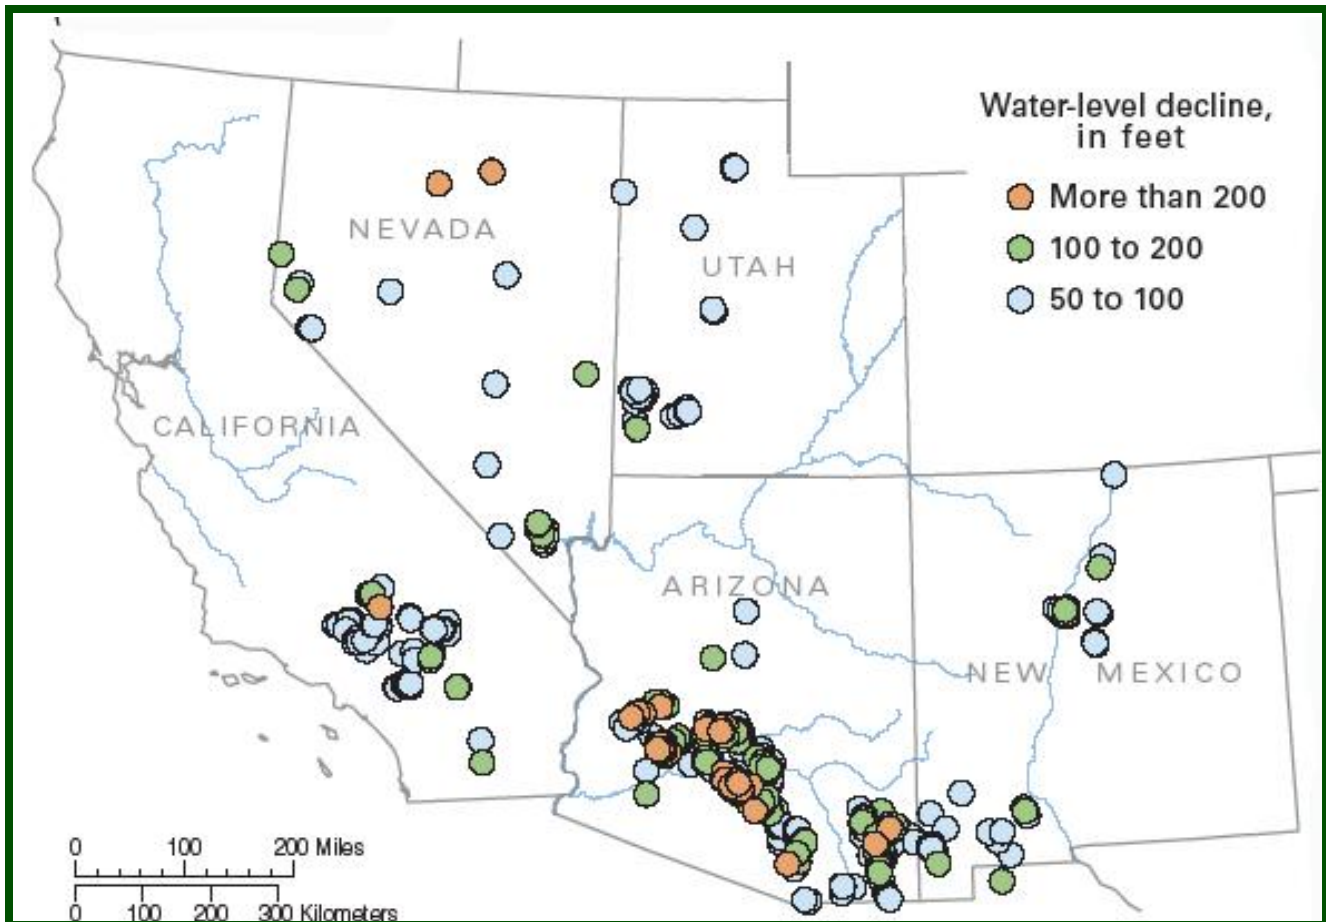 Water-level decline,
in feet
More than 200
100 to 200
50 to 100
NEVADA
UTAH
CALIFORNIA
ARIZONA
NEW MEXICO
0 100 200 Miles
0 100 200 300 Kilometers